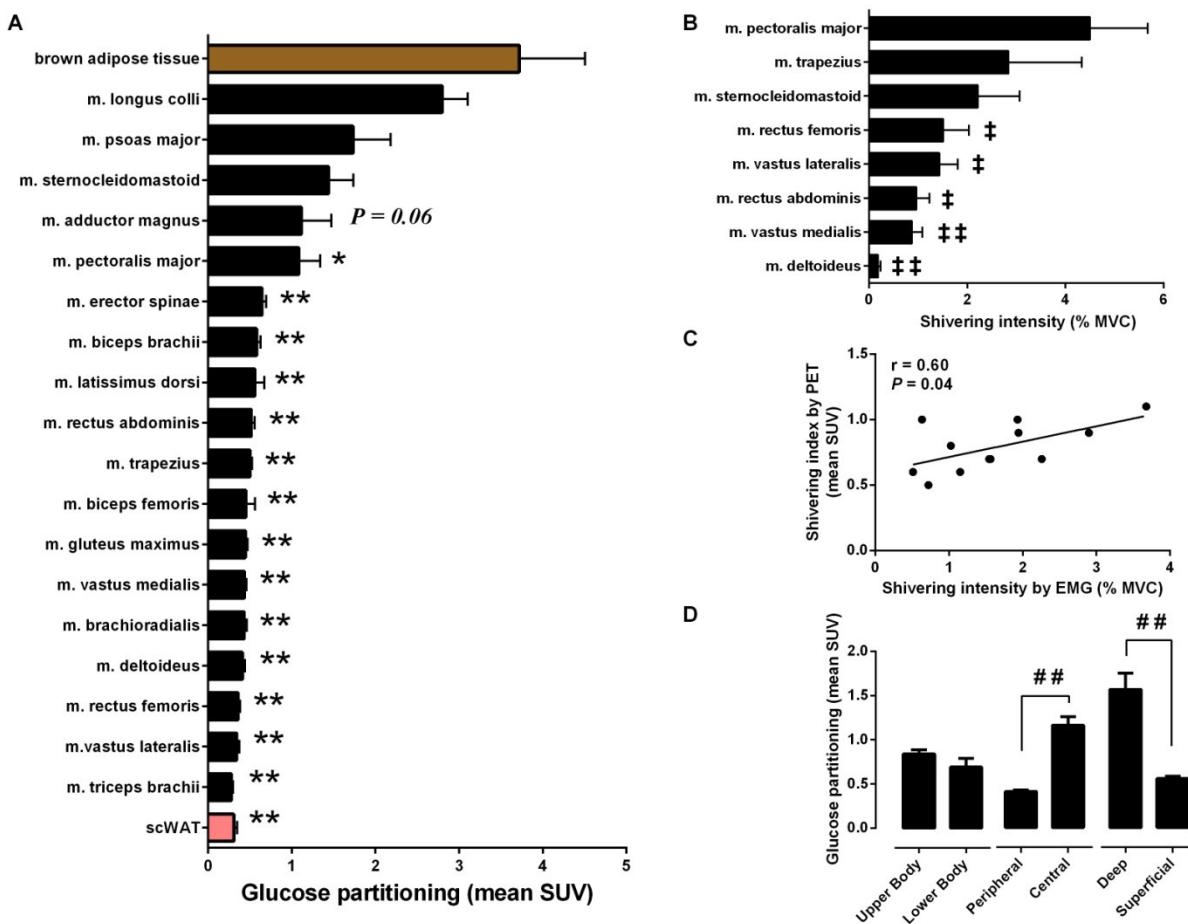 A
brown adipose tissue
m. longus colli
m. psoas major
m. sternocleidomastoid
m. adductor magnus
P = 0.06
m. pectoralis major
*
m. erector spinae
**
m. biceps brachii
**
m. latissimus dorsi
**
m. rectus abdominis
**
m. trapezius
**
m. biceps femoris
**
m. gluteus maximus
**
m. vastus medialis
**
m. brachioradialis
**
m. deltoideus
**
m. rectus femoris
**
m.vastus lateralis
**
m. triceps brachii
**
scWAT
**
0 1 2 3 4 5
Glucose partitioning (mean SUV)
B
m. pectoralis major
m. trapezius
m. sternocleidomastoid
m. rectus femoris
‡
m. vastus lateralis
‡
m. rectus abdominis
‡
m. vastus medialis
‡‡
m. deltoideus
‡‡
0 2 4 6
Shivering intensity (% MVC)
C
r = 0.60
P = 0.04
Shivering index by PET
(mean SUV)
1.5
1.0
0.5
0.0
0 1 2 3 4
Shivering intensity by EMG (% MVC)
D
Glucose partitioning (mean SUV)
2.0
1.5
1.0
0.5
0.0
##
##
Upper Body
Lower Body
Peripheral
Central
Deep
Superficial